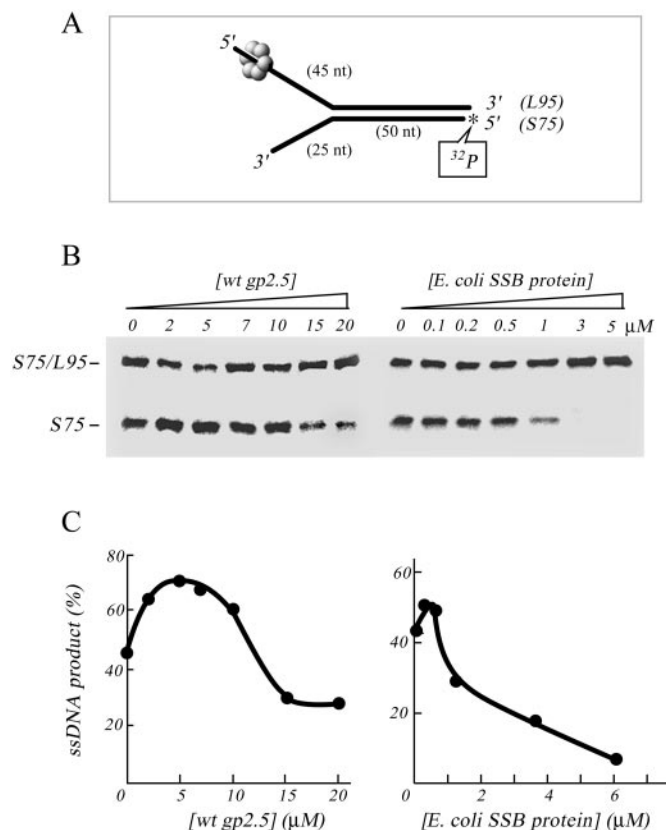 A
5'
(45 nt)
3' (L95)
* 5' (S75)
(50 nt)
(25 nt)
3'
32P
B
[wt gp2.5] [E. coli SSB protein]
0 2 5 7 10 15 20 0 0.1 0.2 0.5 1 3 5 μM
S75/L95
S75
C
ssDNA product (%)
80
60
40
20
0 5 10 15 20
[wt gp2.5] (μM)
60
40
20
0 2 4 6
[E. coli SSB protein] (μM)